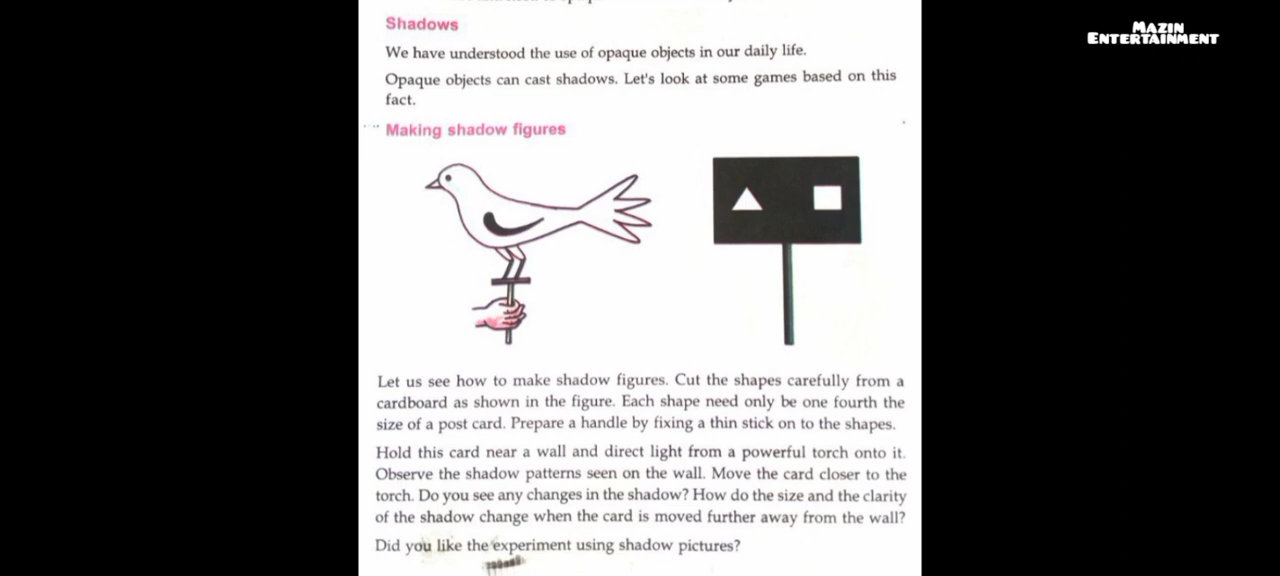 Shadows
We have understood the use of opaque objects in our daily life.
Opaque objects can cast shadows. Let's look at some games based on this
fact.
Making shadow figures
Let us see how to make shadow figures. Cut the shapes carefully from a
cardboard as shown in the figure. Each shape need only be one fourth the
size of a post card. Prepare a handle by fixing a thin stick on to the shapes.
Hold this card near a wall and direct light from a powerful torch onto it.
Observe the shadow patterns seen on the wall. Move the card closer to the
torch. Do you see any changes in the shadow? How do the size and the clarity
of the shadow change when the card is moved further away from the wall?
Did you like the experiment using shadow pictures?
MAZIN
ENTERTAINMENT